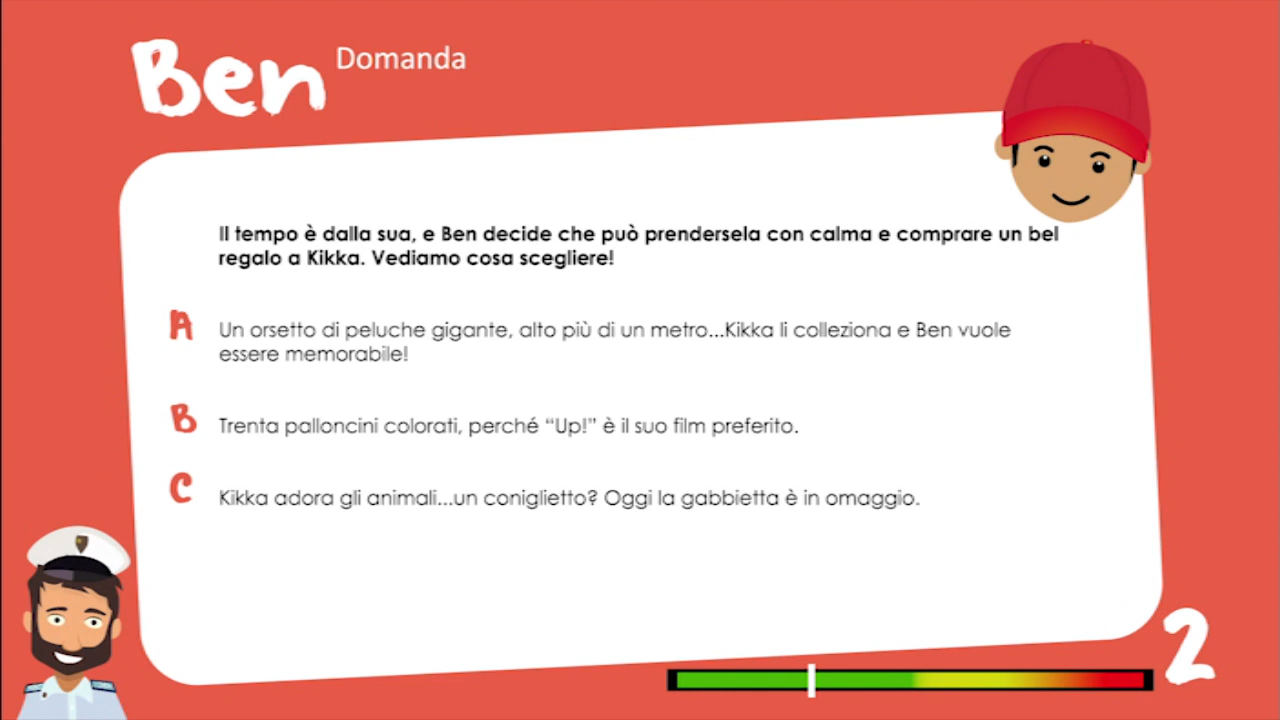 Ben Domanda
Il tempo è dalla sua, e Ben decide che può prendersela con calma e comprare un bel
regalo a Kikka. Vediamo cosa scegliere!
A Un orsetto di peluche gigante, alto più di un metro...Kikka li colleziona e Ben vuole
essere memorabile!
B Trenta palloncini colorati, perché “Up!” è il suo film preferito.
C Kikka adora gli animali...un coniglietto? Oggi la gabbietta è in omaggio.
2